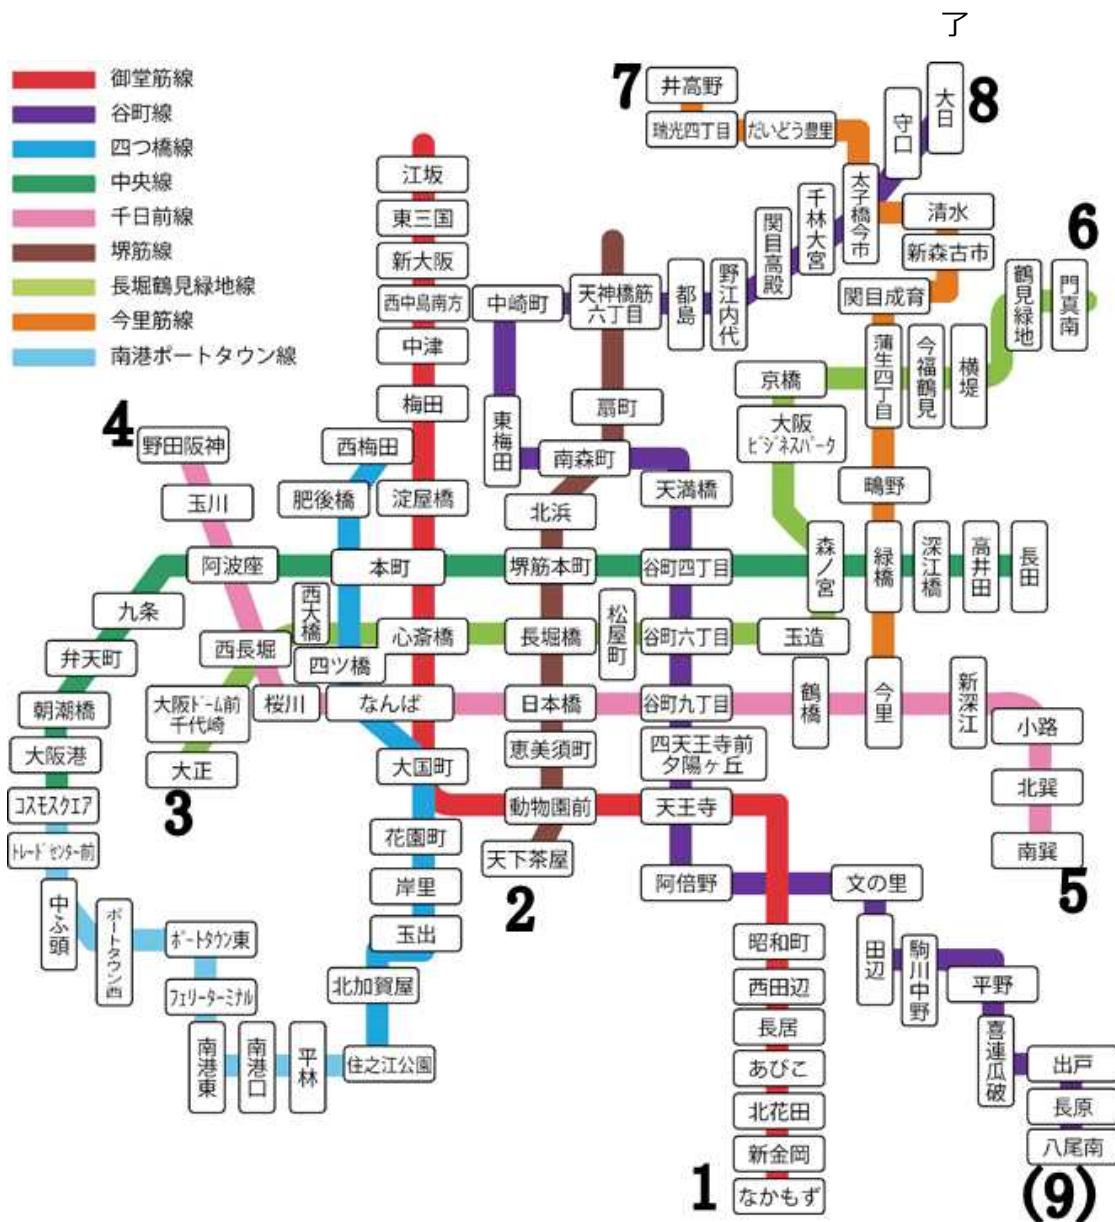 了
御堂筋線
谷町線
四つ橋線
中央線
千日前線
堺筋線
長堀鶴見緑地線
今里筋線
南港ポートタウン線
7
井高野
瑞光四丁目
だいどう豊里
太子橋今市
守口
大日
8
清水
新森古市
関目成育
蒲生四丁目
今福鶴見
横堤
鶴見緑地
門真南
6
江坂
東三国
新大阪
西中島南方
中津
梅田
中崎町
天神橋筋
六丁目
都島
野江内代
関目高殿
千林大宮
京橋
大阪
ビジネスパーク
扇町
東梅田
南森町
天満橋
鴫野
4
野田阪神
玉川
西梅田
肥後橋
淀屋橋
北浜
阿波座
本町
堺筋本町
谷町四丁目
森ノ宮
緑橋
深江橋
高井田
長田
九条
弁天町
朝潮橋
大阪港
コスモスクエア
トレードセンター前
西大橋
西長堀
四ツ橋
心斎橋
長堀橋
松屋町
谷町六丁目
玉造
大阪ドーム前
千代崎
大正
3
桜川
なんば
日本橋
谷町九丁目
鶴橋
今里
新深江
小路
北巽
南巽
5
大国町
恵美須町
四天王寺前
夕陽ヶ丘
動物園前
天王寺
天下茶屋
2
花園町
岸里
玉出
北加賀屋
住之江公園
阿倍野
文の里
田辺
駒川中野
平野
喜連瓜破
出戸
長原
八尾南
(9)
中ふ頭
ポートタウン西
ポートタウン東
フェリーターミナル
南港東
南港口
平林
昭和町
西田辺
長居
あびこ
北花田
新金岡
なかもず
1